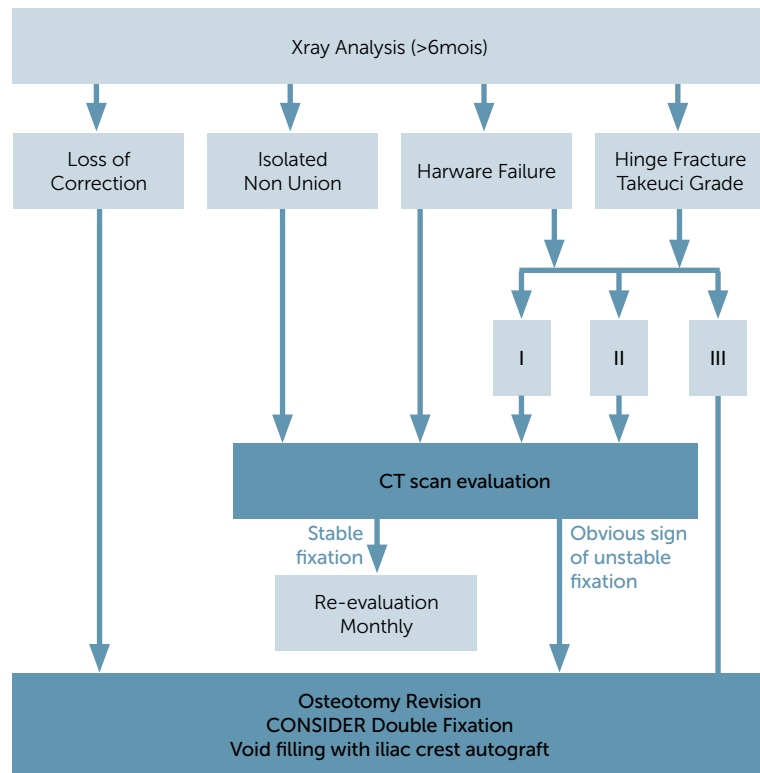 Xray Analysis (>6mois)
Loss of
Correction
Isolated
Non Union
Harware Failure
Hinge Fracture
Takeuci Grade
I
II
III
CT scan evaluation
Stable
fixation
Obvious sign
of unstable
fixation
Re-evaluation
Monthly
Osteotomy Revision
CONSIDER Double Fixation
Void filling with iliac crest autograft